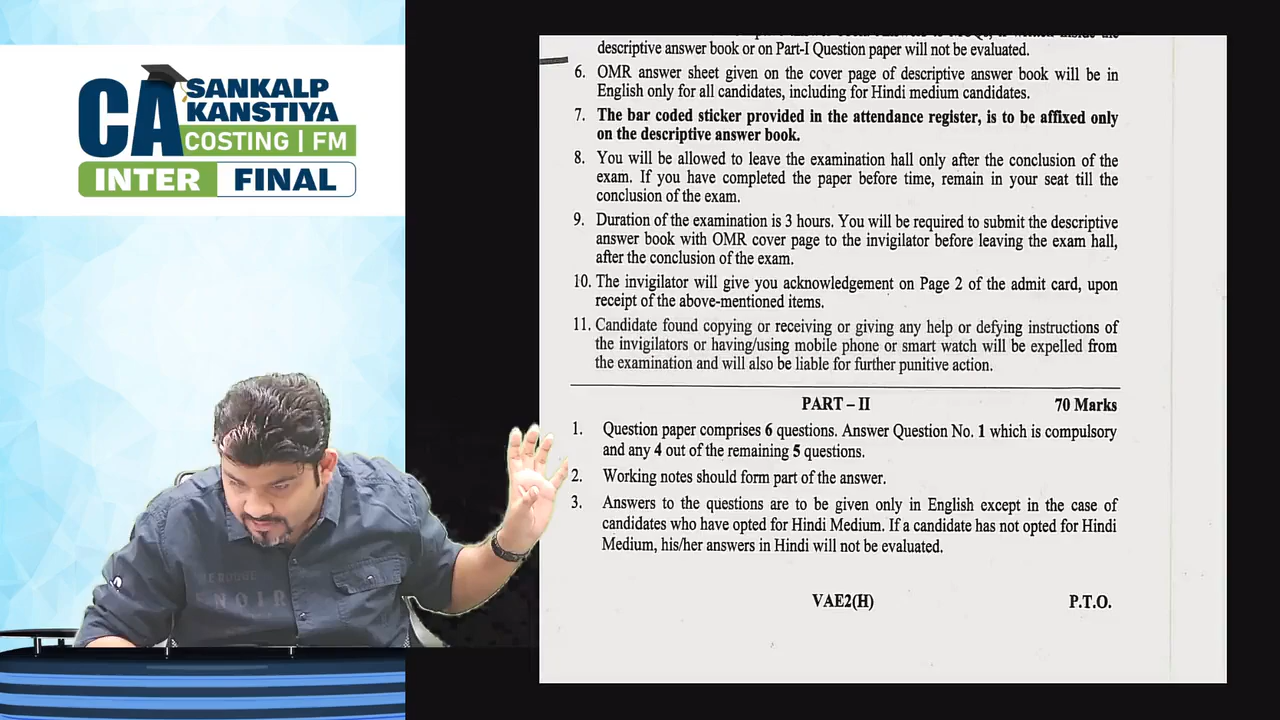 CA SANKALP
KANSTIYA
COSTING | FM
INTER FINAL
descriptive answer book or on Part-I Question paper will not be evaluated.
6. OMR answer sheet given on the cover page of descriptive answer book will be in
English only for all candidates, including for Hindi medium candidates.
7. The bar coded sticker provided in the attendance register, is to be affixed only
on the descriptive answer book.
8. You will be allowed to leave the examination hall only after the conclusion of the
exam. If you have completed the paper before time, remain in your seat till the
conclusion of the exam.
9. Duration of the examination is 3 hours. You will be required to submit the descriptive
answer book with OMR cover page to the invigilator before leaving the exam hall,
after the conclusion of the exam.
10. The invigilator will give you acknowledgement on Page 2 of the admit card, upon
receipt of the above-mentioned items.
11. Candidate found copying or receiving or giving any help or defying instructions of
the invigilators or having/using mobile phone or smart watch will be expelled from
the examination and will also be liable for further punitive action.
PART – II 70 Marks
1. Question paper comprises 6 questions. Answer Question No. 1 which is compulsory
and any 4 out of the remaining 5 questions.
2. Working notes should form part of the answer.
3. Answers to the questions are to be given only in English except in the case of
candidates who have opted for Hindi Medium. If a candidate has not opted for Hindi
Medium, his/her answers in Hindi will not be evaluated.
VAE2(H) P.T.O.